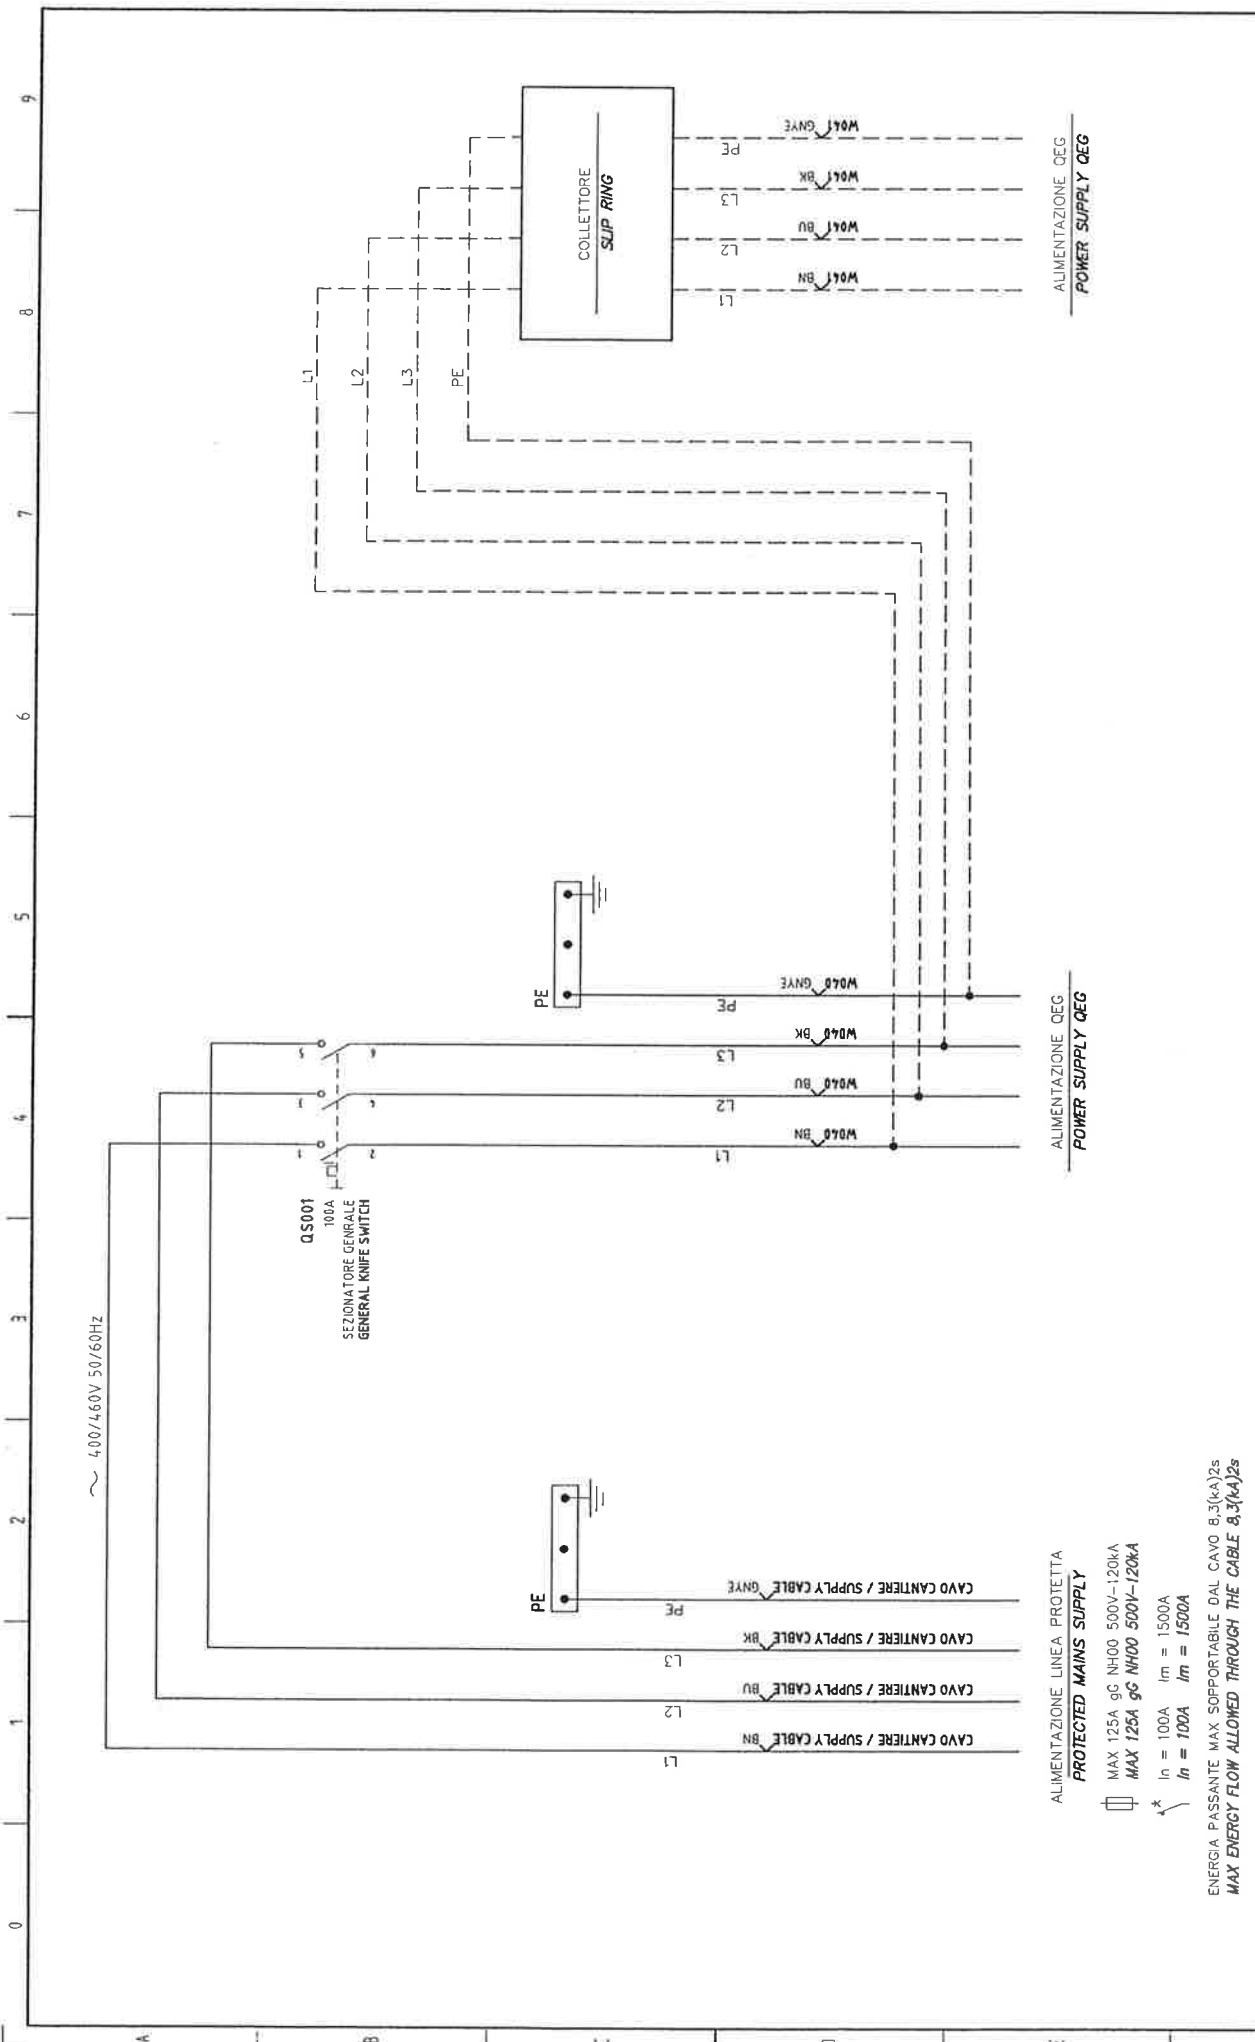 0 1 2 3 4 5 6 7 8 9
A
B
~ 400/460V 50/60Hz
QS001
100A
SEZIONATORE GENRALE
GENERAL KNIFE SWITCH
1 2
3 4
5 6
PE
PE
L1
L2
L3
PE
COLLETTORE
SLIP RING
L1
L2
L3
PE
CAVO CANTIERE / SUPPLY CABLE BN
CAVO CANTIERE / SUPPLY CABLE BU
CAVO CANTIERE / SUPPLY CABLE BK
CAVO CANTIERE / SUPPLY CABLE GNYE
L1
L2
L3
PE
W040 BN
W040 BU
W040 BK
W040 GNYE
L1
L2
L3
PE
W041 BN
W041 BU
W041 BK
W041 GNYE
ALIMENTAZIONE LINEA PROTETTA
PROTECTED MAINS SUPPLY
MAX 125A gG NH00 500V-120kA
MAX 125A gG NH00 500V-120kA
In = 100A Im = 1500A
In = 100A Im = 1500A
ENERGIA PASSANTE MAX SOPPORTABILE DAL CAVO 8,3(kA)2s
MAX ENERGY FLOW ALLOWED THROUGH THE CABLE 8,3(kA)2s
ALIMENTAZIONE QEG
POWER SUPPLY QEG
ALIMENTAZIONE QEG
POWER SUPPLY QEG